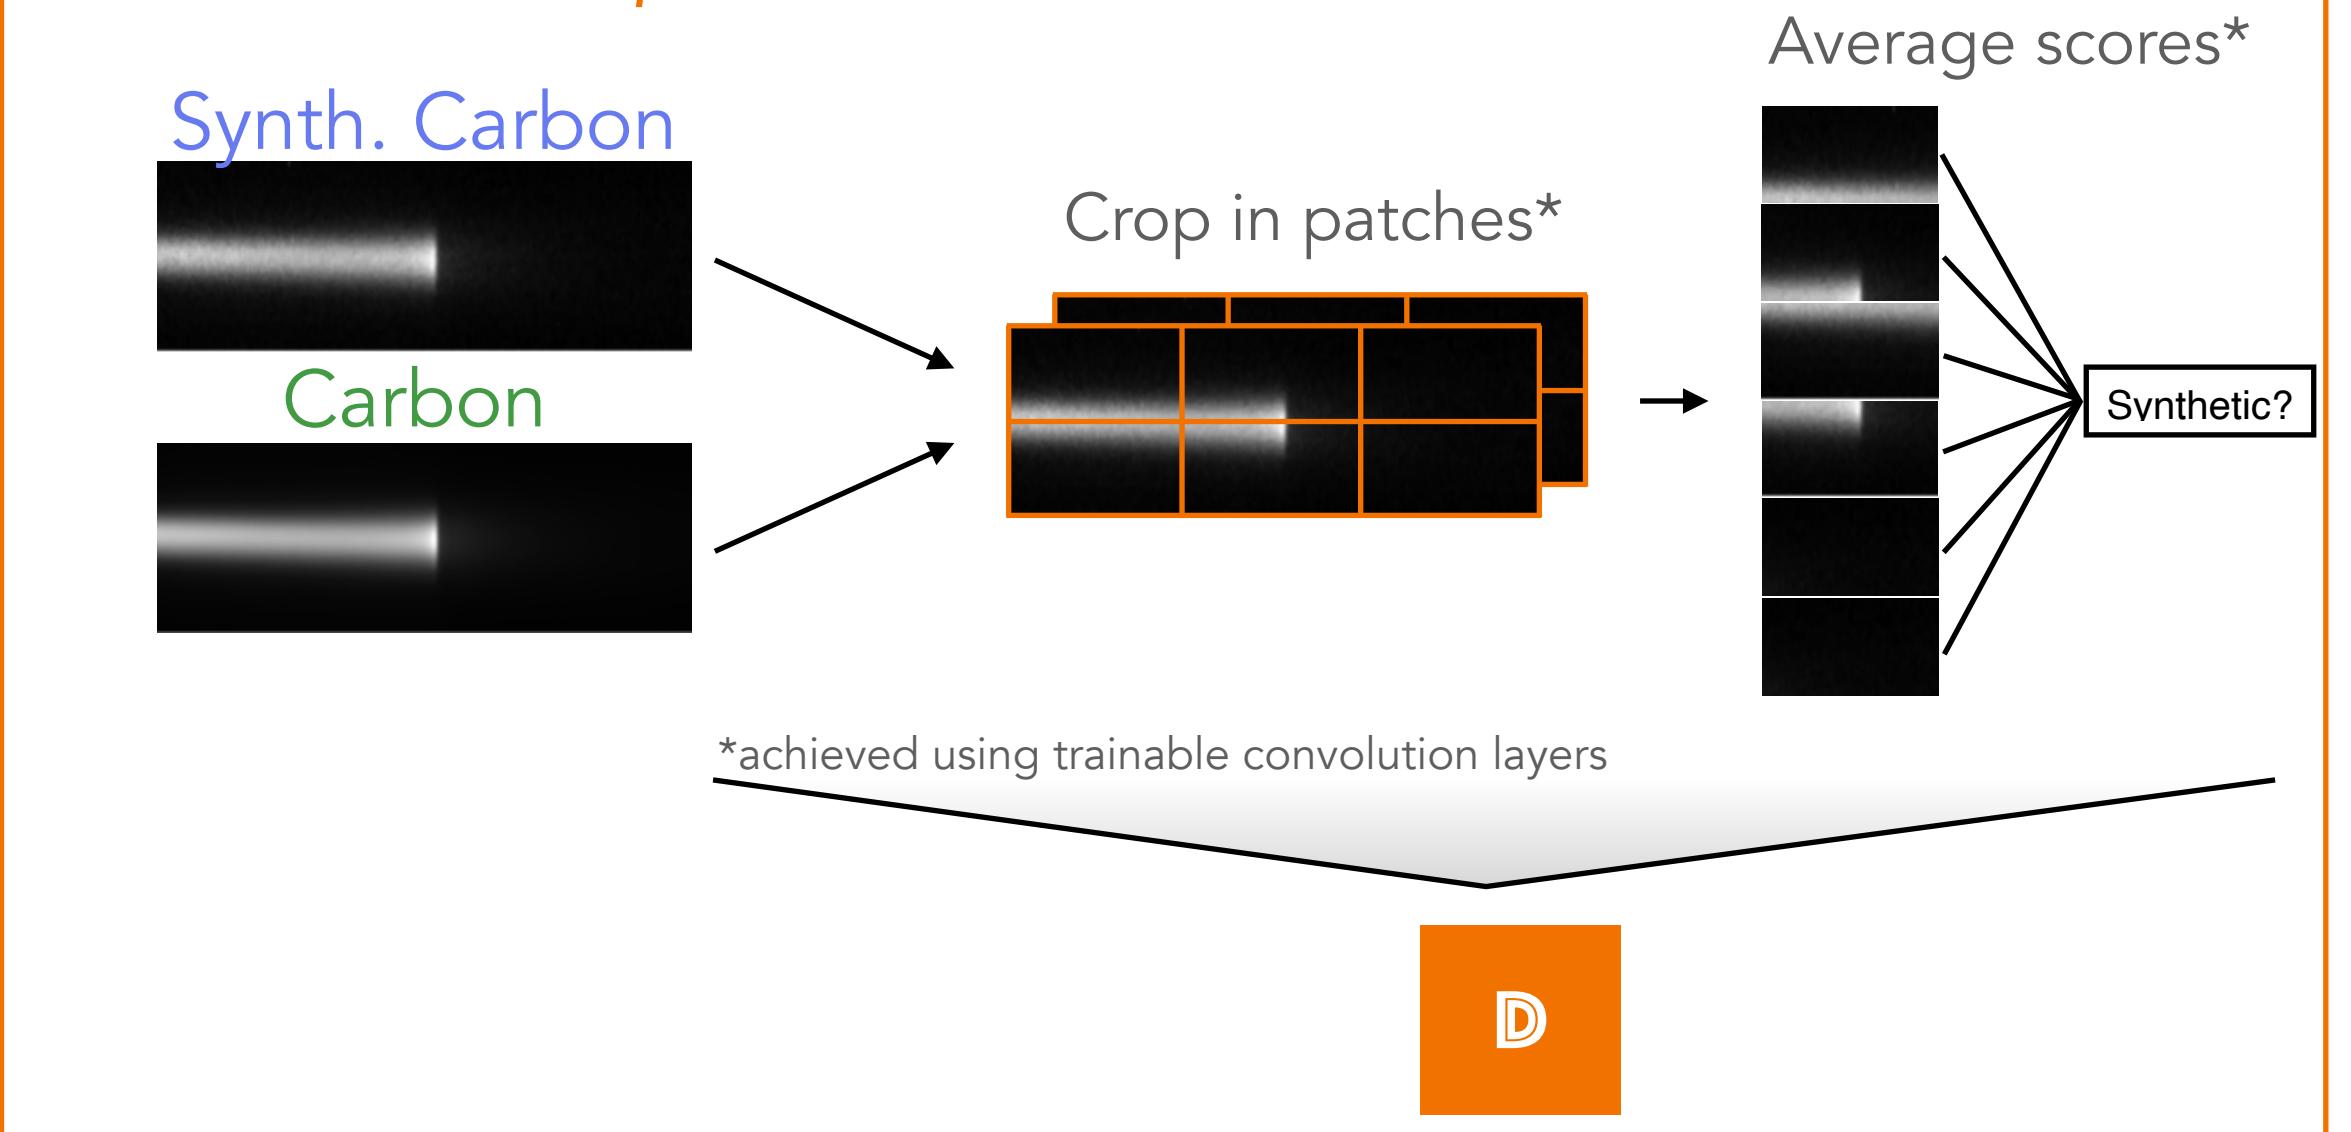 Average scores*
Synth. Carbon
Crop in patches*
Carbon
Synthetic?
*achieved using trainable convolution layers
D